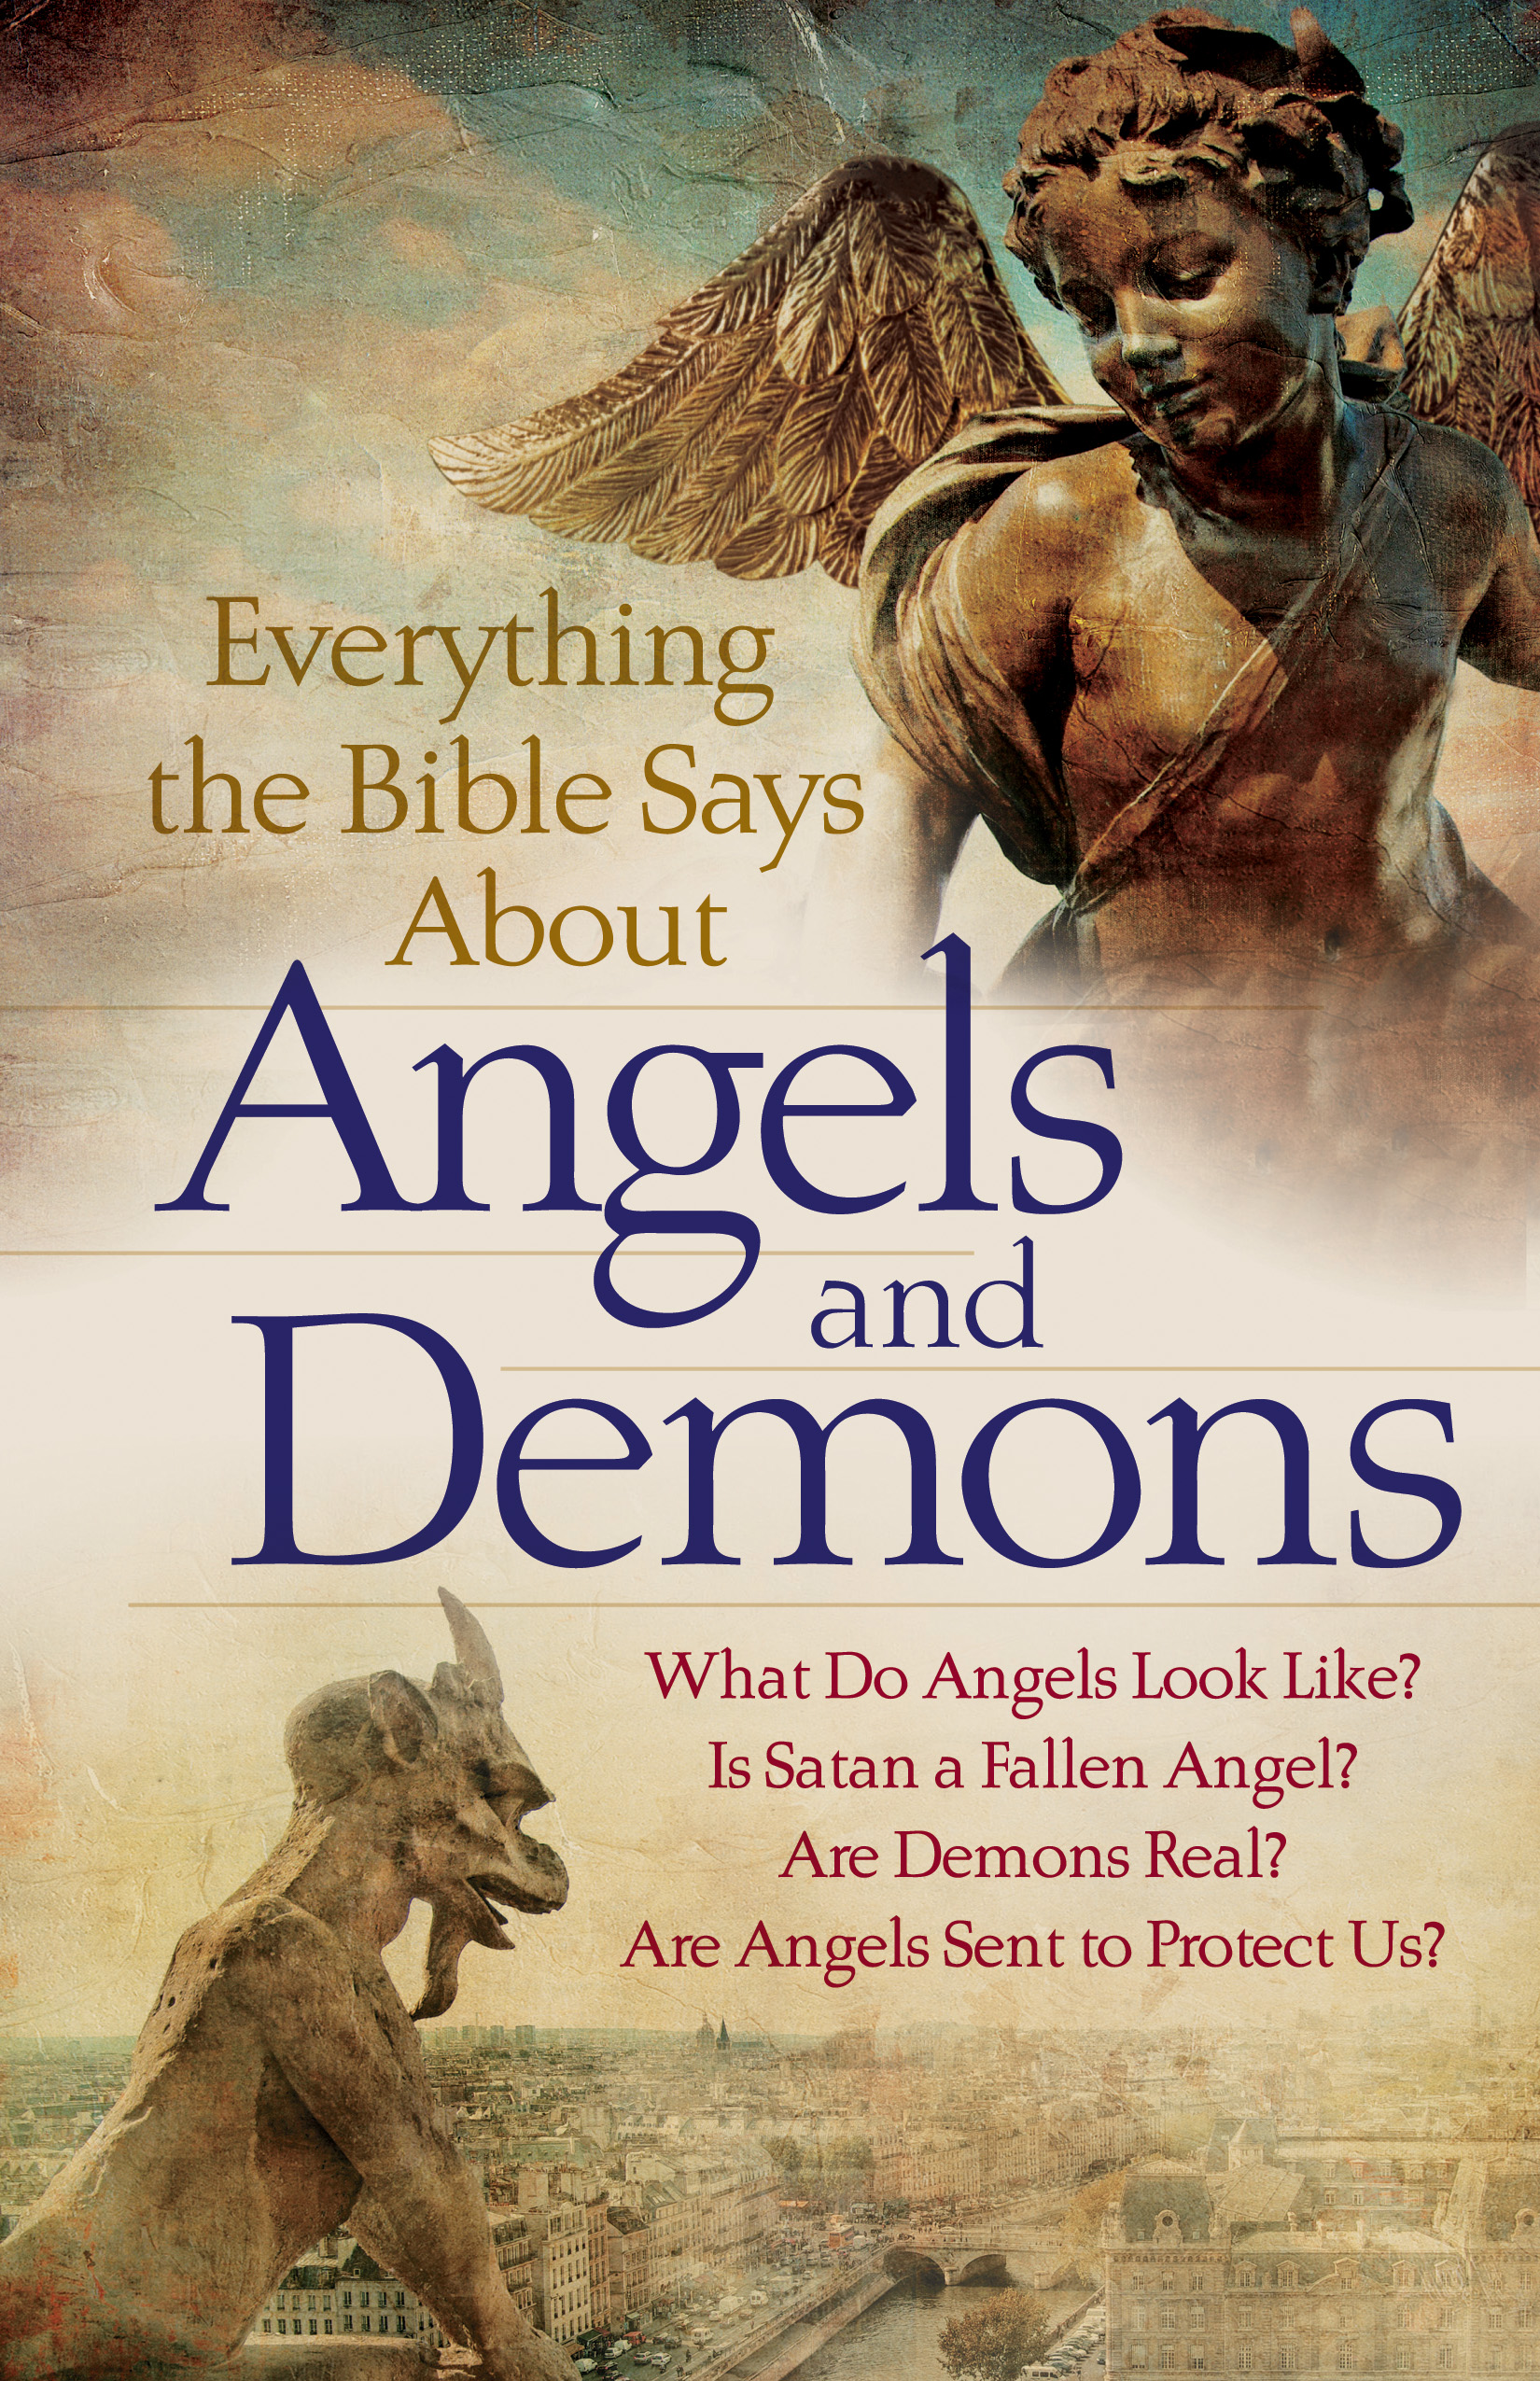 Everything
the Bible Says
About
Angels
and
Demons
What Do Angels Look Like?
Is Satan a Fallen Angel?
Are Demons Real?
Are Angels Sent to Protect Us?